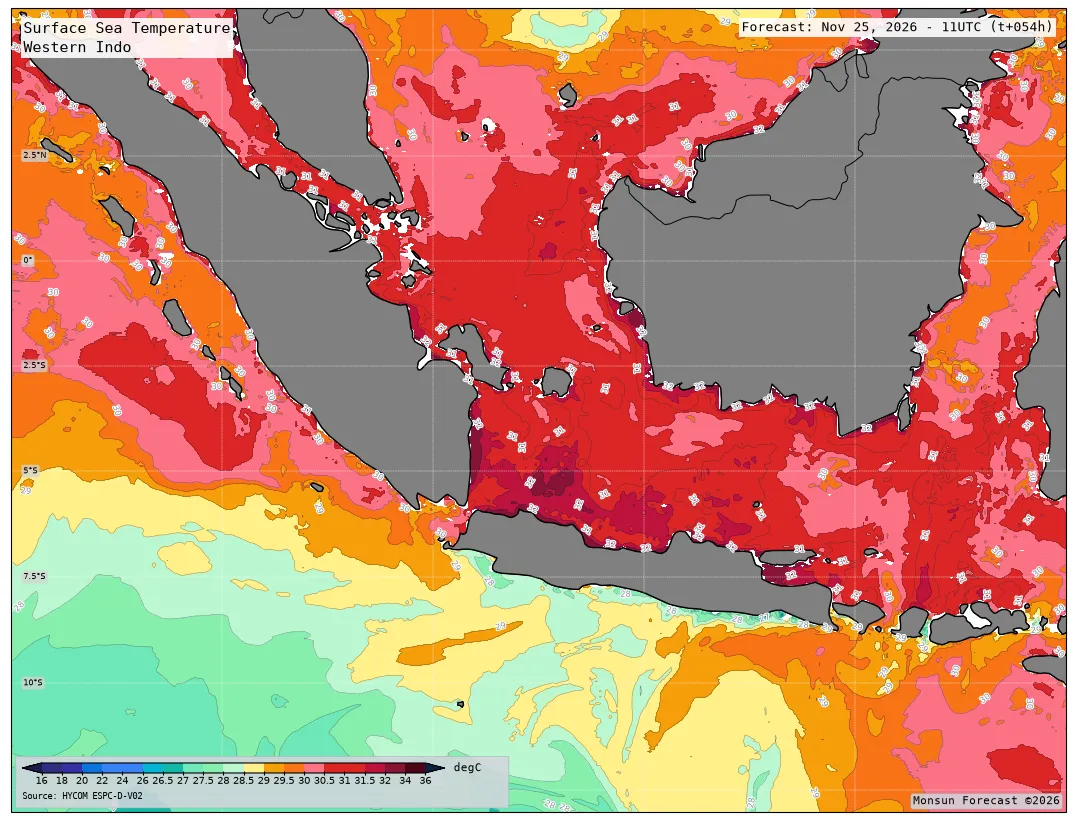 Surface Sea Temperature
Western Indo
Forecast: Nov 25, 2026 - 11UTC (t+054h)
2.5°N
0°
2.5°S
5°S
7.5°S
10°S
degC
16 18 20 22 24 26 26.5 27 27.5 28 28.5 29 29.5 30 30.5 31 31.5 32 34 36
Source: HYCOM ESPC-D-V02
Monsun Forecast ©2026